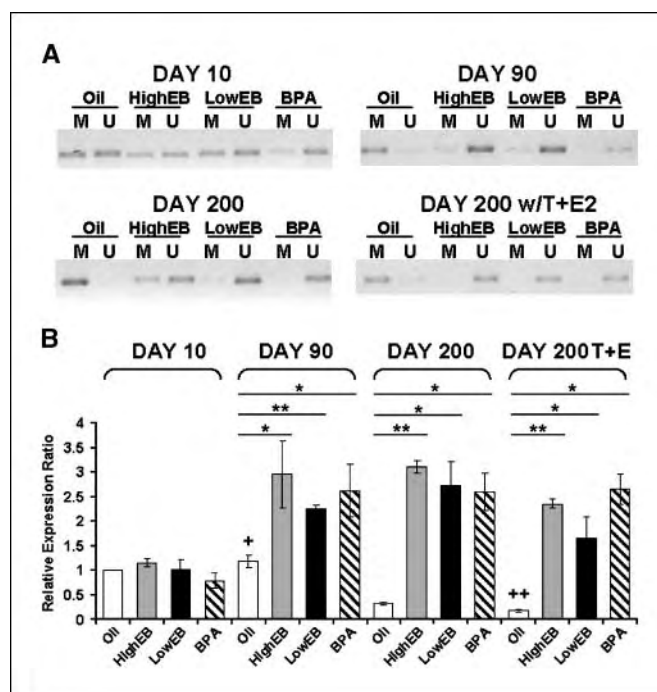 A
DAY 10
Oil HighEB LowEB BPA
M U M U M U M U
DAY 90
Oil HighEB LowEB BPA
M U M U M U M U
DAY 200
Oil HighEB LowEB BPA
M U M U M U M U
DAY 200 w/T+E2
Oil HighEB LowEB BPA
M U M U M U M U
B
DAY 10 DAY 90 DAY 200 DAY 200T+E
* * *
** * *
* ** **
Relative Expression Ratio
4
3.5
3
2.5
2
1.5
1
0.5
0
+ ++
Oil HighEB LowEB BPA Oil HighEB LowEB BPA Oil HighEB LowEB BPA Oil HighEB LowEB BPA